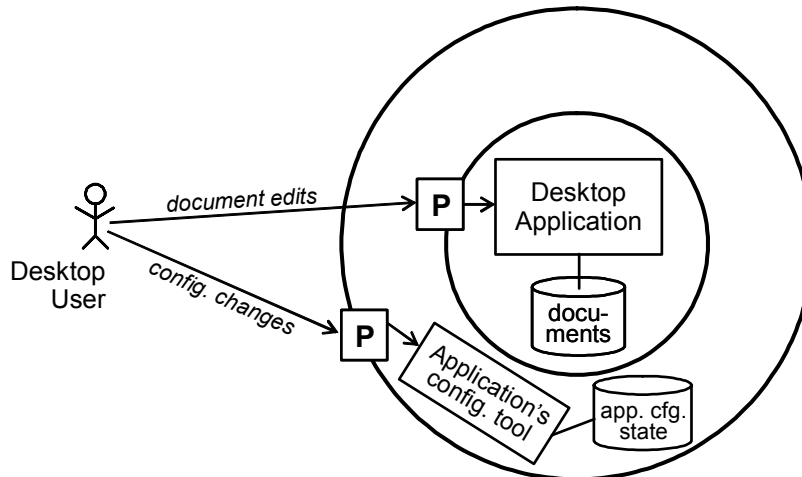 document edits
P
Desktop
Application
Desktop
User
config. changes
P
docu-
ments
Application's
config. tool
app. cfg.
state